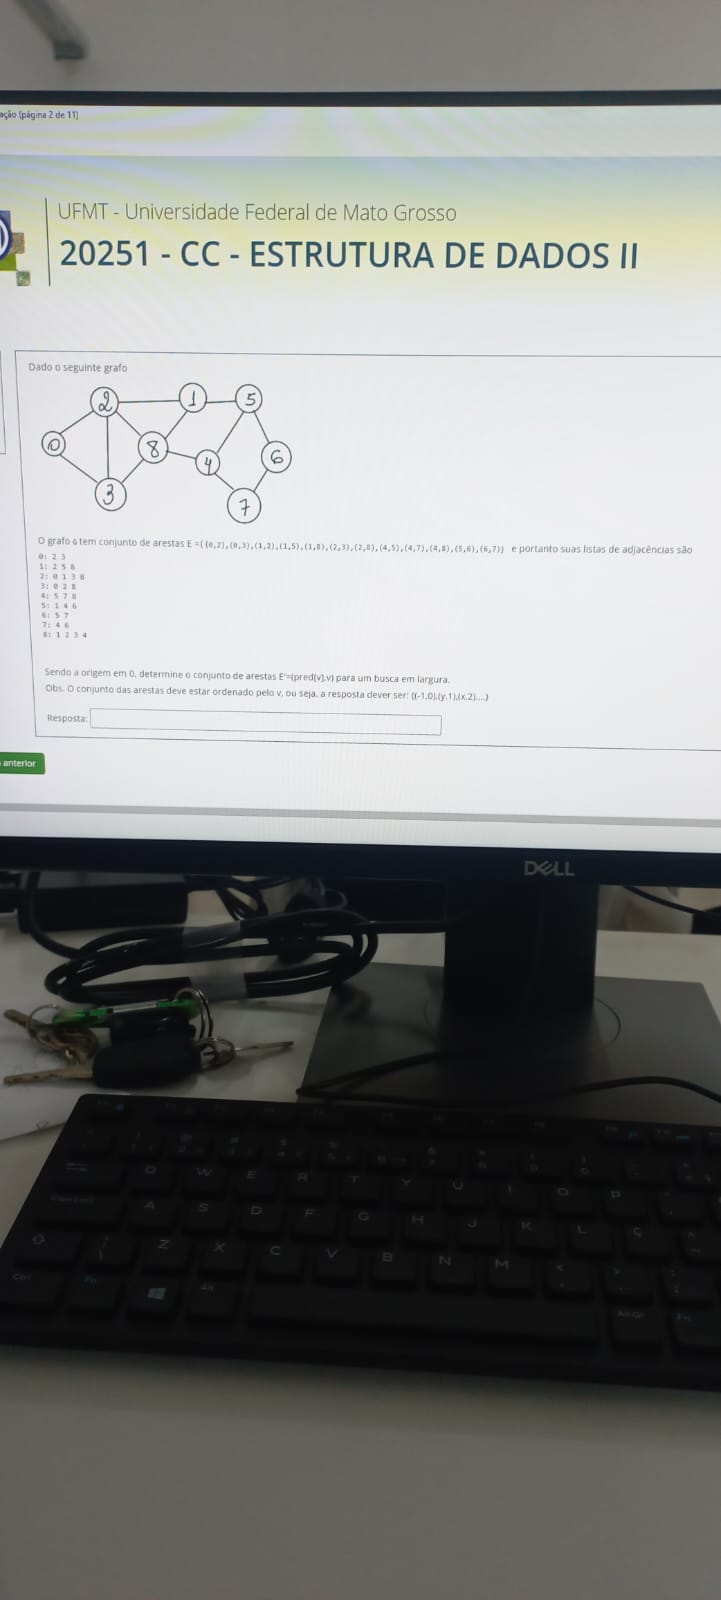 ação (página 2 de 11)
UFMT - Universidade Federal de Mato Grosso
20251 - CC - ESTRUTURA DE DADOS II
Dado o seguinte grafo
2 1 5
0 8 4 6
3 7
O grafo G tem conjunto de arestas E ={(0,2),(0,3),(1,2),(1,5),(1,8),(2,3),(2,8),(4,5),(4,7),(4,8),(5,6),(6,7)} e portanto suas listas de adjacências são
0: 2 3
1: 2 5 8
2: 0 1 3 8
3: 0 2 8
4: 5 7 8
5: 1 4 6
6: 5 7
7: 4 6
8: 1 2 3 4
Sendo a origem em 0, determine o conjunto de arestas E'=(pred[v],v) para um busca em largura.
Obs. O conjunto das arestas deve estar ordenado pelo v, ou seja, a resposta dever ser: {(-1,0),(y,1),(x,2),...}
Resposta:
anterior
DELL
Q W E R T Y U I O P
A S D F G H J K L Ç
Z X C V B N M
Ctrl Fn Alt Alt Gr Fn